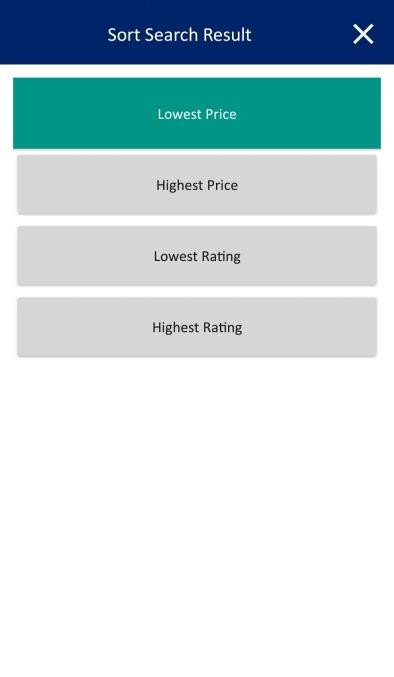 Sort Search Result
Lowest Price
Highest Price
Lowest Rating
Highest Rating